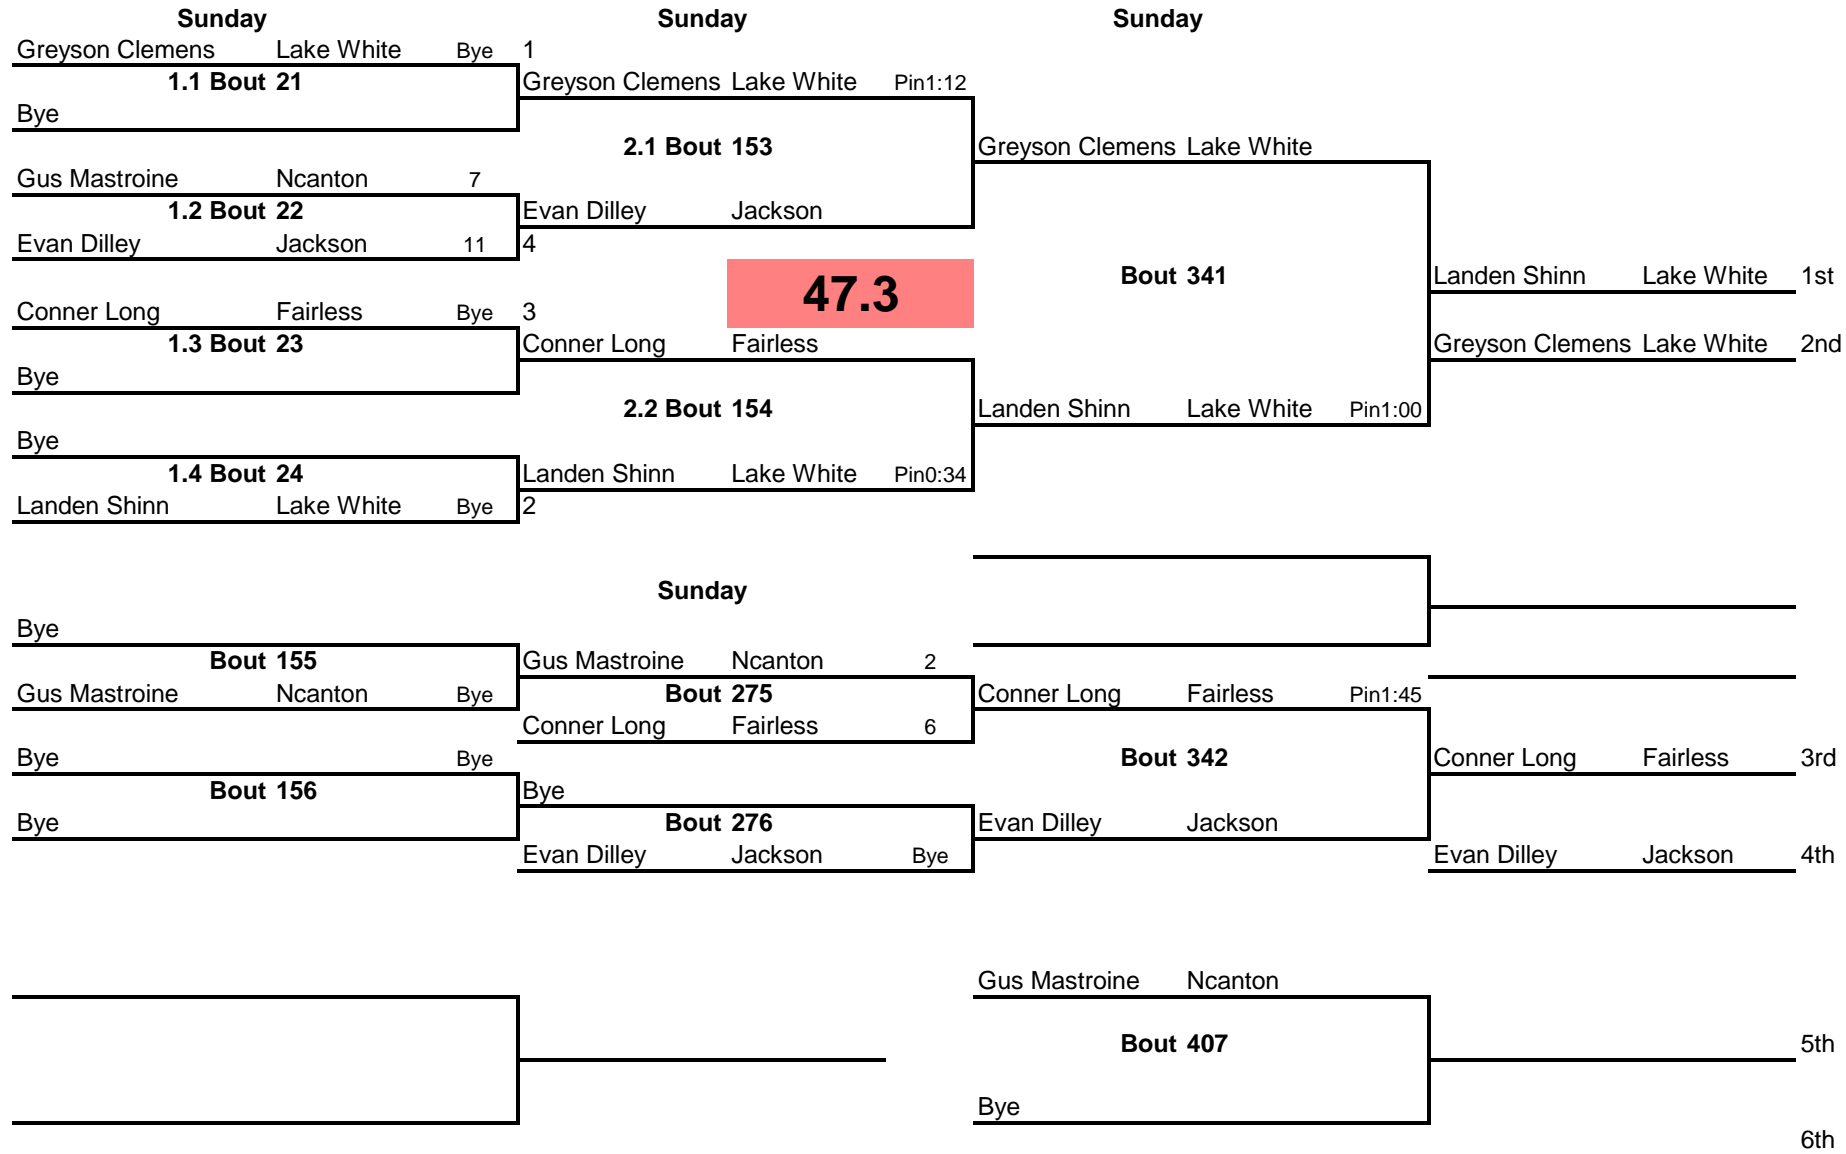 Sunday Sunday Sunday
Greyson Clemens Lake White Bye 1
1.1 Bout 21 Greyson Clemens Lake White Pin1:12
Bye
2.1 Bout 153 Greyson Clemens Lake White
Gus Mastroine Ncanton 7
1.2 Bout 22 Evan Dilley Jackson
Evan Dilley Jackson 11 4
47.3 Bout 341 Landen Shinn Lake White 1st
Conner Long Fairless Bye 3
1.3 Bout 23 Conner Long Fairless Greyson Clemens Lake White 2nd
Bye
2.2 Bout 154 Landen Shinn Lake White Pin1:00
Bye
1.4 Bout 24 Landen Shinn Lake White Pin0:34
Landen Shinn Lake White Bye 2
Sunday
Bye
Bout 155 Gus Mastroine Ncanton 2
Gus Mastroine Ncanton Bye Bout 275 Conner Long Fairless Pin1:45
Conner Long Fairless 6
Bye Bye Bout 342 Conner Long Fairless 3rd
Bout 156 Bye
Bye Bout 276 Evan Dilley Jackson
Evan Dilley Jackson Bye Evan Dilley Jackson 4th
Gus Mastroine Ncanton
Bout 407 5th
Bye
6th